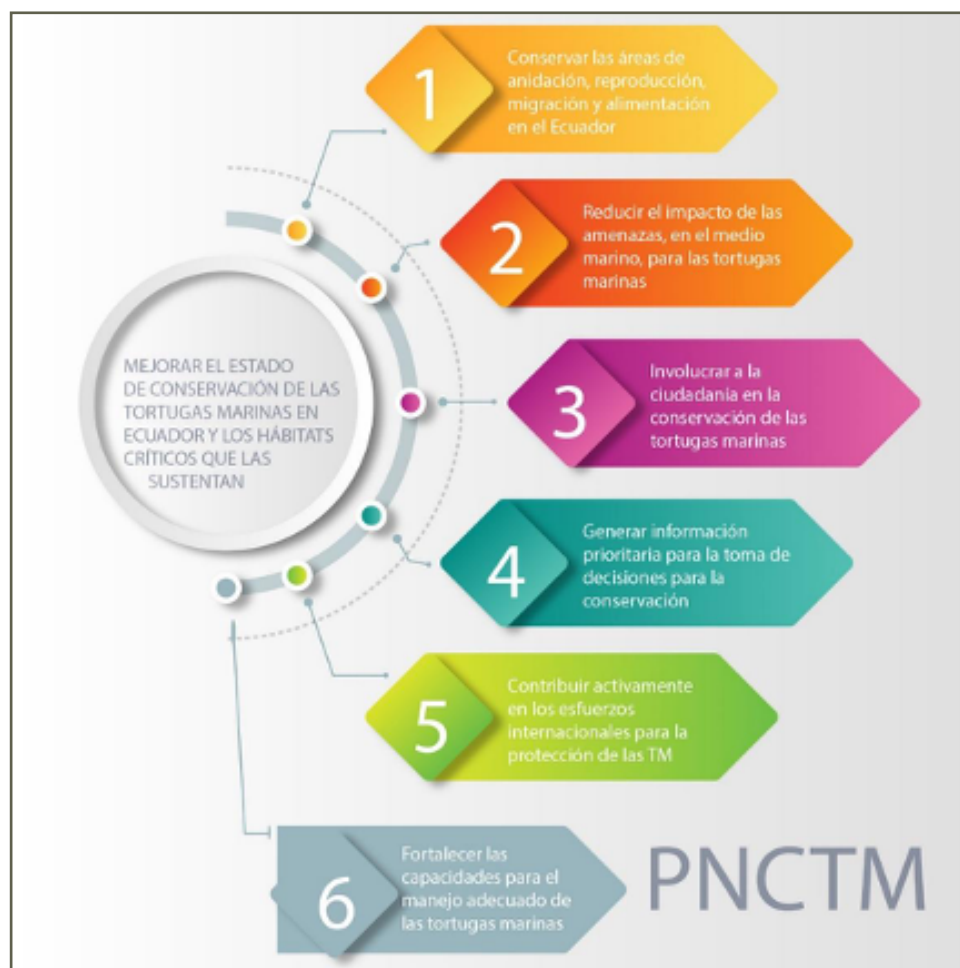 1
Conservar las áreas de
anidación, reproducción,
migración y alimentación
en el Ecuador
2
Reducir el impacto de las
amenazas, en el medio
marino, para las tortugas
marinas
MEJORAR EL ESTADO
DE CONSERVACIÓN DE LAS
TORTUGAS MARINAS EN
ECUADOR Y LOS HÁBITATS
CRÍTICOS QUE LAS
SUSTENTAN
3
Involucrar a la
ciudadanía en la
conservación de las
tortugas marinas
4
Generar información
prioritaria para la toma de
decisiones para la
conservación
5
Contribuir activamente
en los esfuerzos
internacionales para la
protección de las TM
6
Fortalecer las
capacidades para el
manejo adecuado de
las tortugas marinas
PNCTM